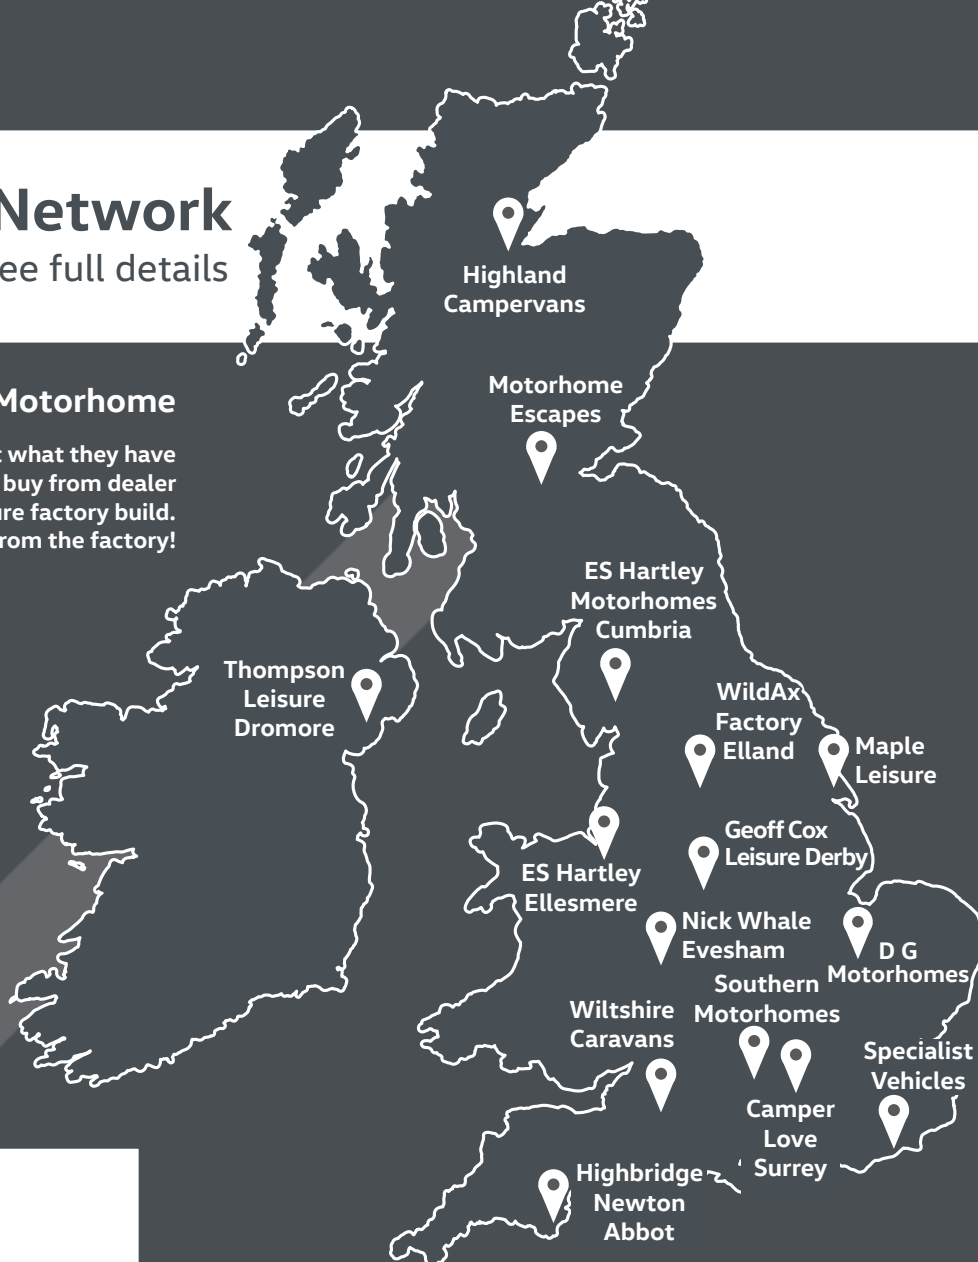 Network
ee full details
Motorhome
t what they have
buy from dealer
ure factory build.
rom the factory!
Highland
Campervans
Motorhome
Escapes
ES Hartley
Motorhomes
Cumbria
Thompson
Leisure
Dromore
WildAx
Factory
Elland
Maple
Leisure
Geoff Cox
Leisure Derby
ES Hartley
Ellesmere
Nick Whale
Evesham
D G
Motorhomes
Southern
Motorhomes
Wiltshire
Caravans
Specialist
Vehicles
Camper
Love
Surrey
Highbridge
Newton
Abbot